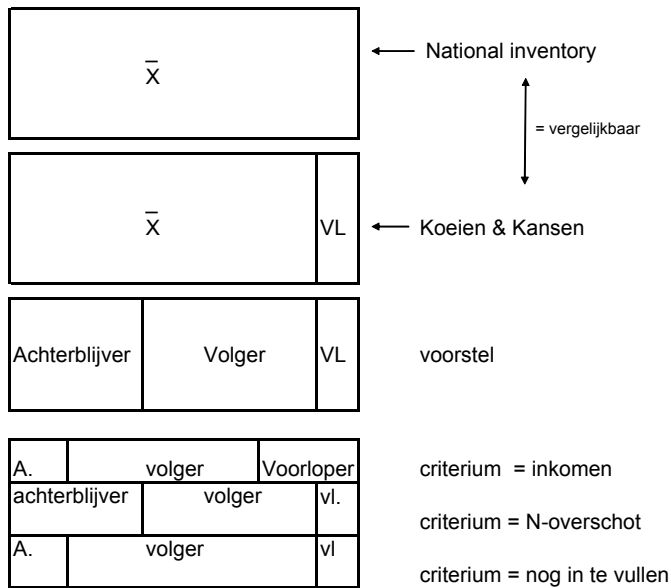 X̄ National inventory
= vergelijkbaar
X̄ VL Koeien & Kansen
Achterblijver Volger VL voorstel
A. volger Voorloper criterium = inkomen
achterblijver volger vl.
criterium = N-overschot
A. volger vl
criterium = nog in te vullen